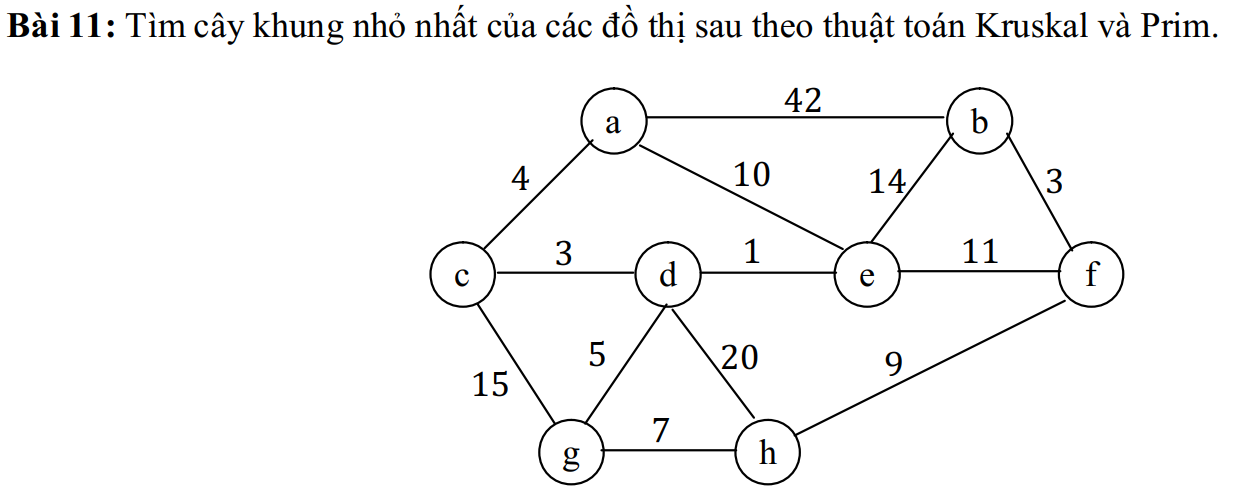 Bài 11: Tìm cây khung nhỏ nhất của các đồ thị sau theo thuật toán Kruskal và Prim.
42
a
b
4
10
14
3
3
1
11
c
d
e
f
5
20
9
15
7
g
h